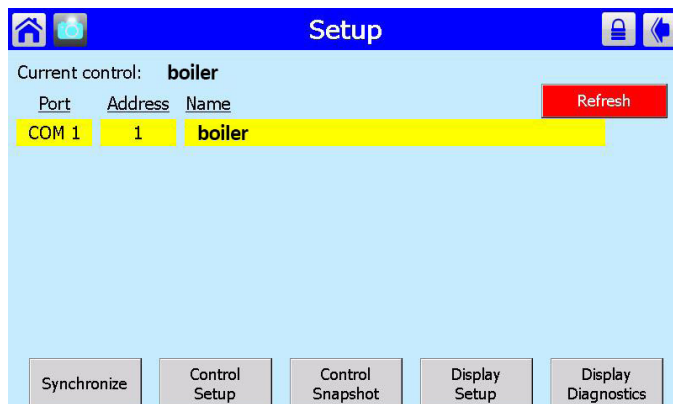 Setup
Current control: boiler
Port Address Name
Refresh
COM 1 1 boiler
Synchronize
Control
Setup
Control
Snapshot
Display
Setup
Display
Diagnostics